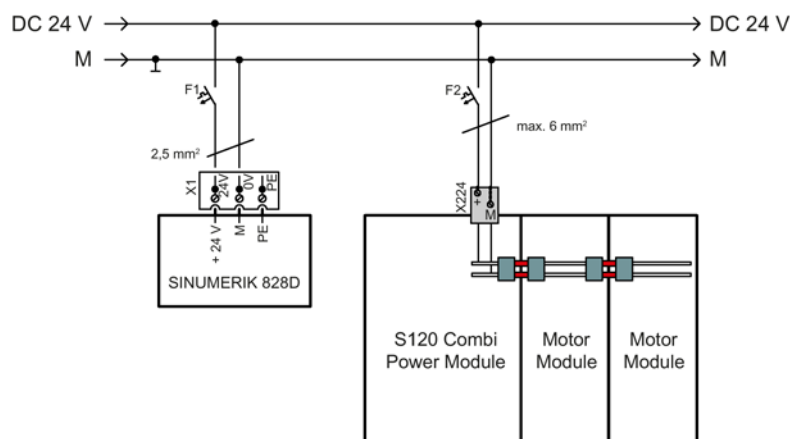 DC 24 V
DC 24 V
M
M
F1
F2
2,5 mm²
max. 6 mm²
X1
24V
0V
PE
X224
+
M
+ 24 V
M
PE
SINUMERIK 828D
S120 Combi
Power Module
Motor
Module
Motor
Module